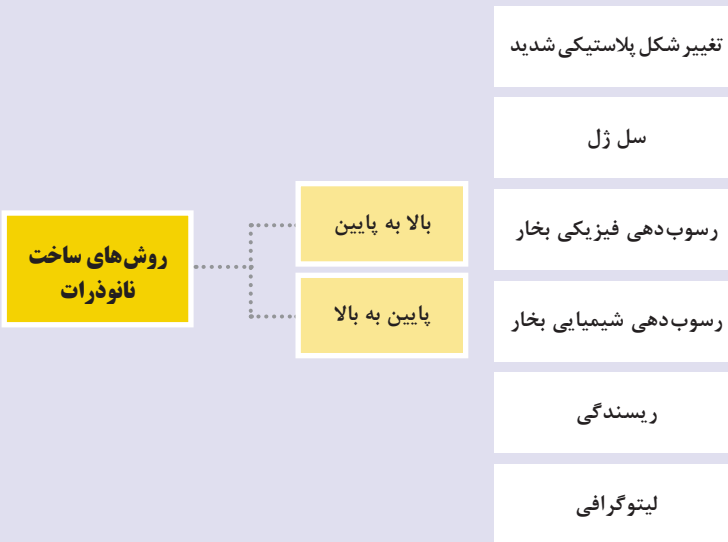 تغییر شکل پلاستیکی شدید
سل ژل
رسوب‌دهی فیزیکی بخار
رسوب‌دهی شیمیایی بخار
ریسندگی
لیتوگرافی
بالا به پایین
پایین به بالا
روش‌های ساخت
نانوذرات